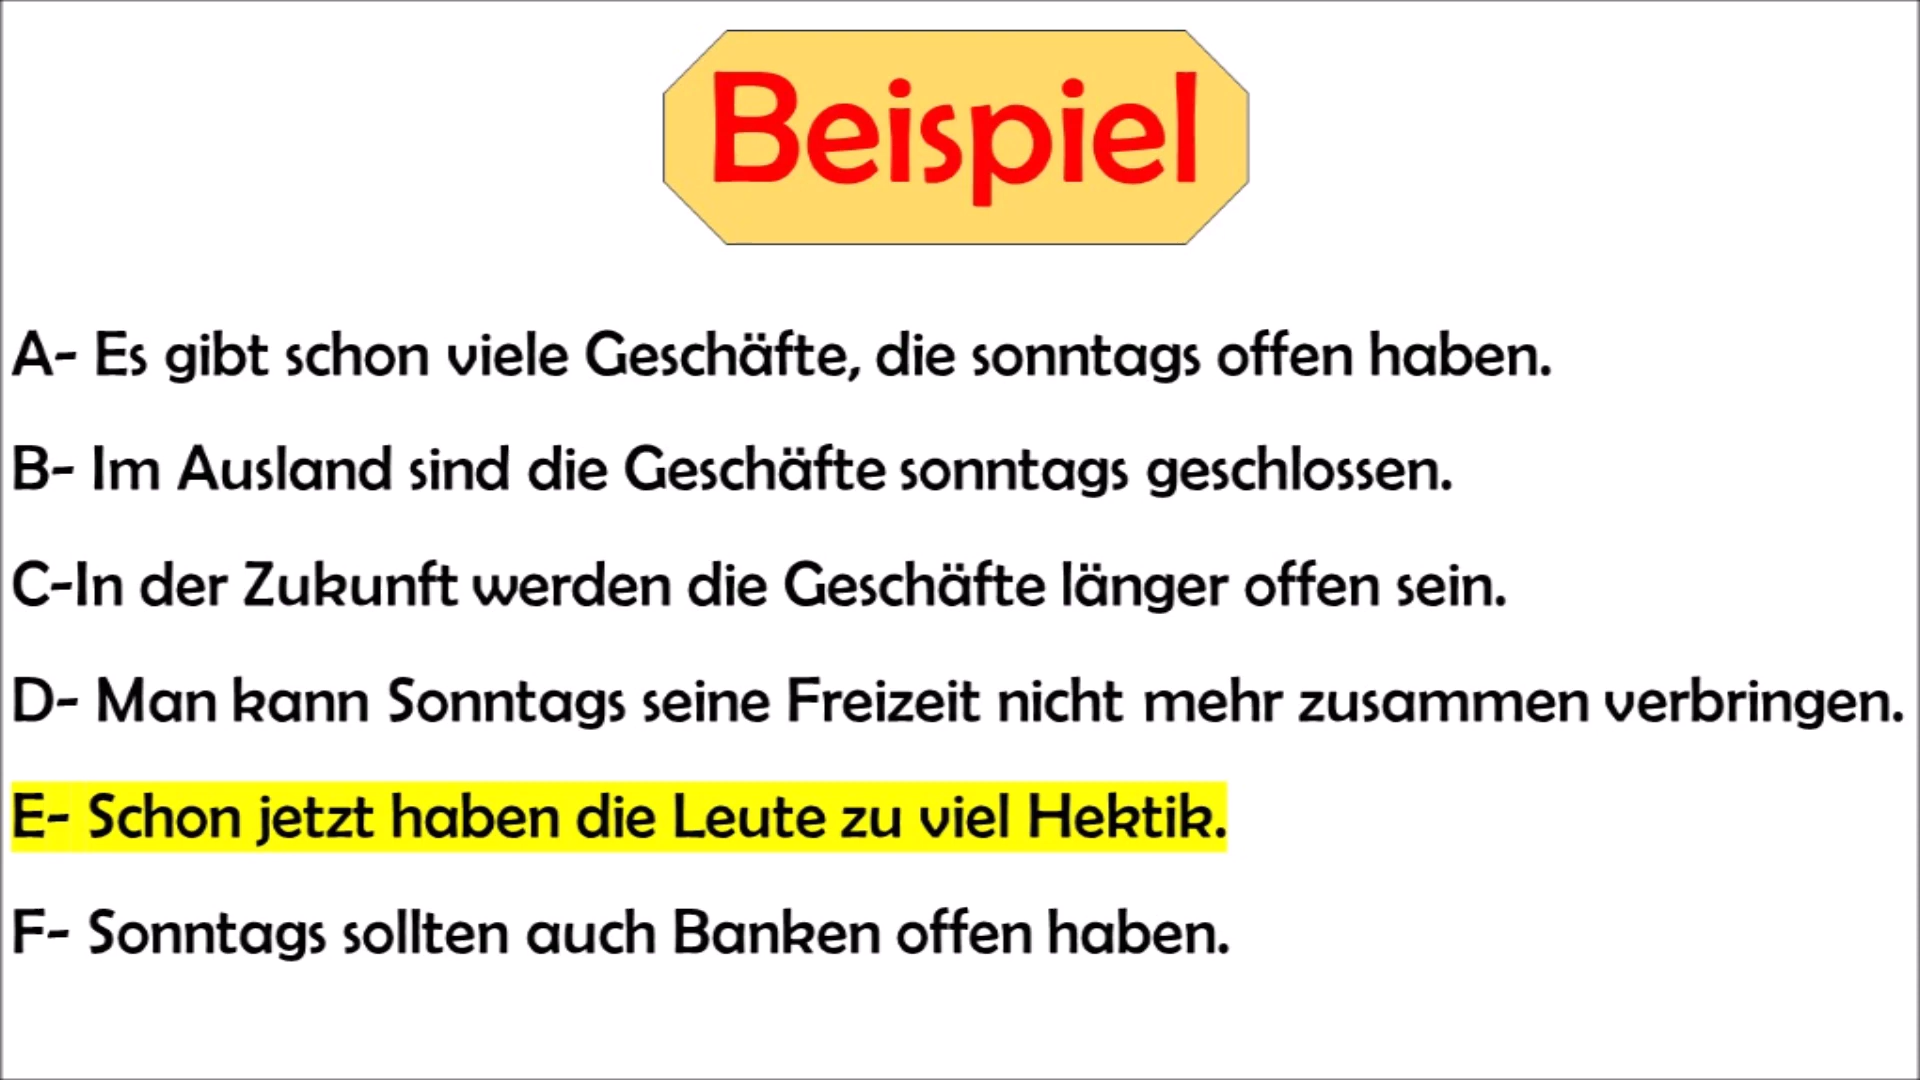 Beispiel
A- Es gibt schon viele Geschäfte, die sonntags offen haben.
B- Im Ausland sind die Geschäfte sonntags geschlossen.
C-In der Zukunft werden die Geschäfte länger offen sein.
D- Man kann Sonntags seine Freizeit nicht mehr zusammen verbringen.
E- Schon jetzt haben die Leute zu viel Hektik.
F- Sonntags sollten auch Banken offen haben.